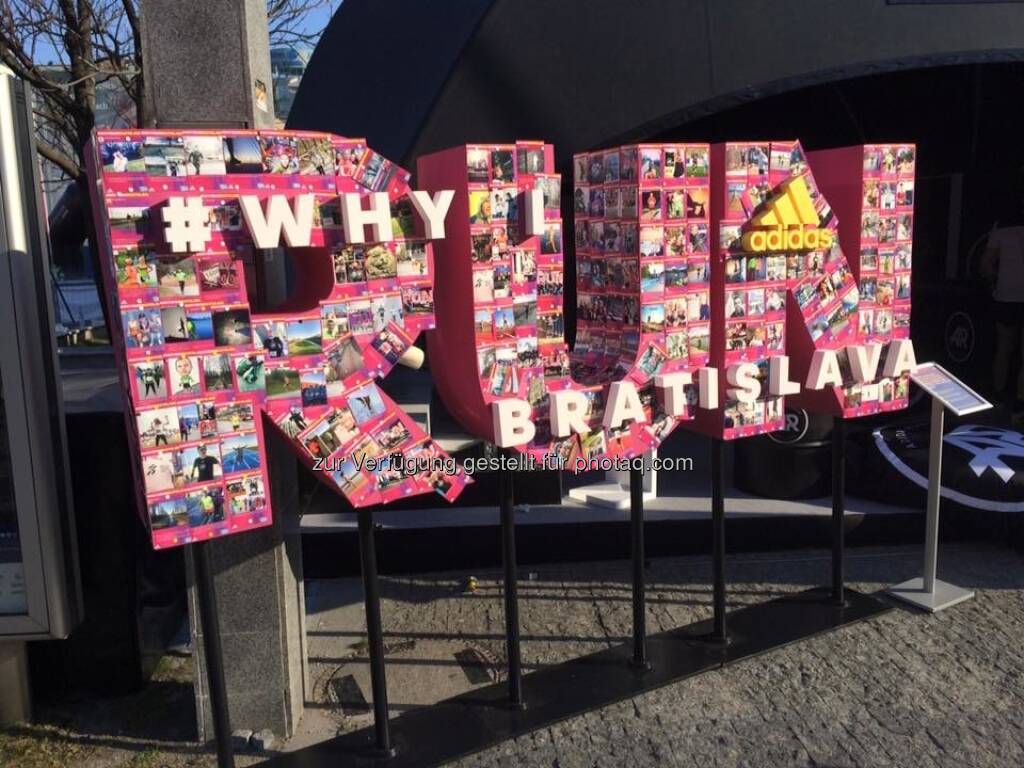 #WHY I
RUN
adidas
BRATISLAVA
zur Verfügung gestellt für photaq.com